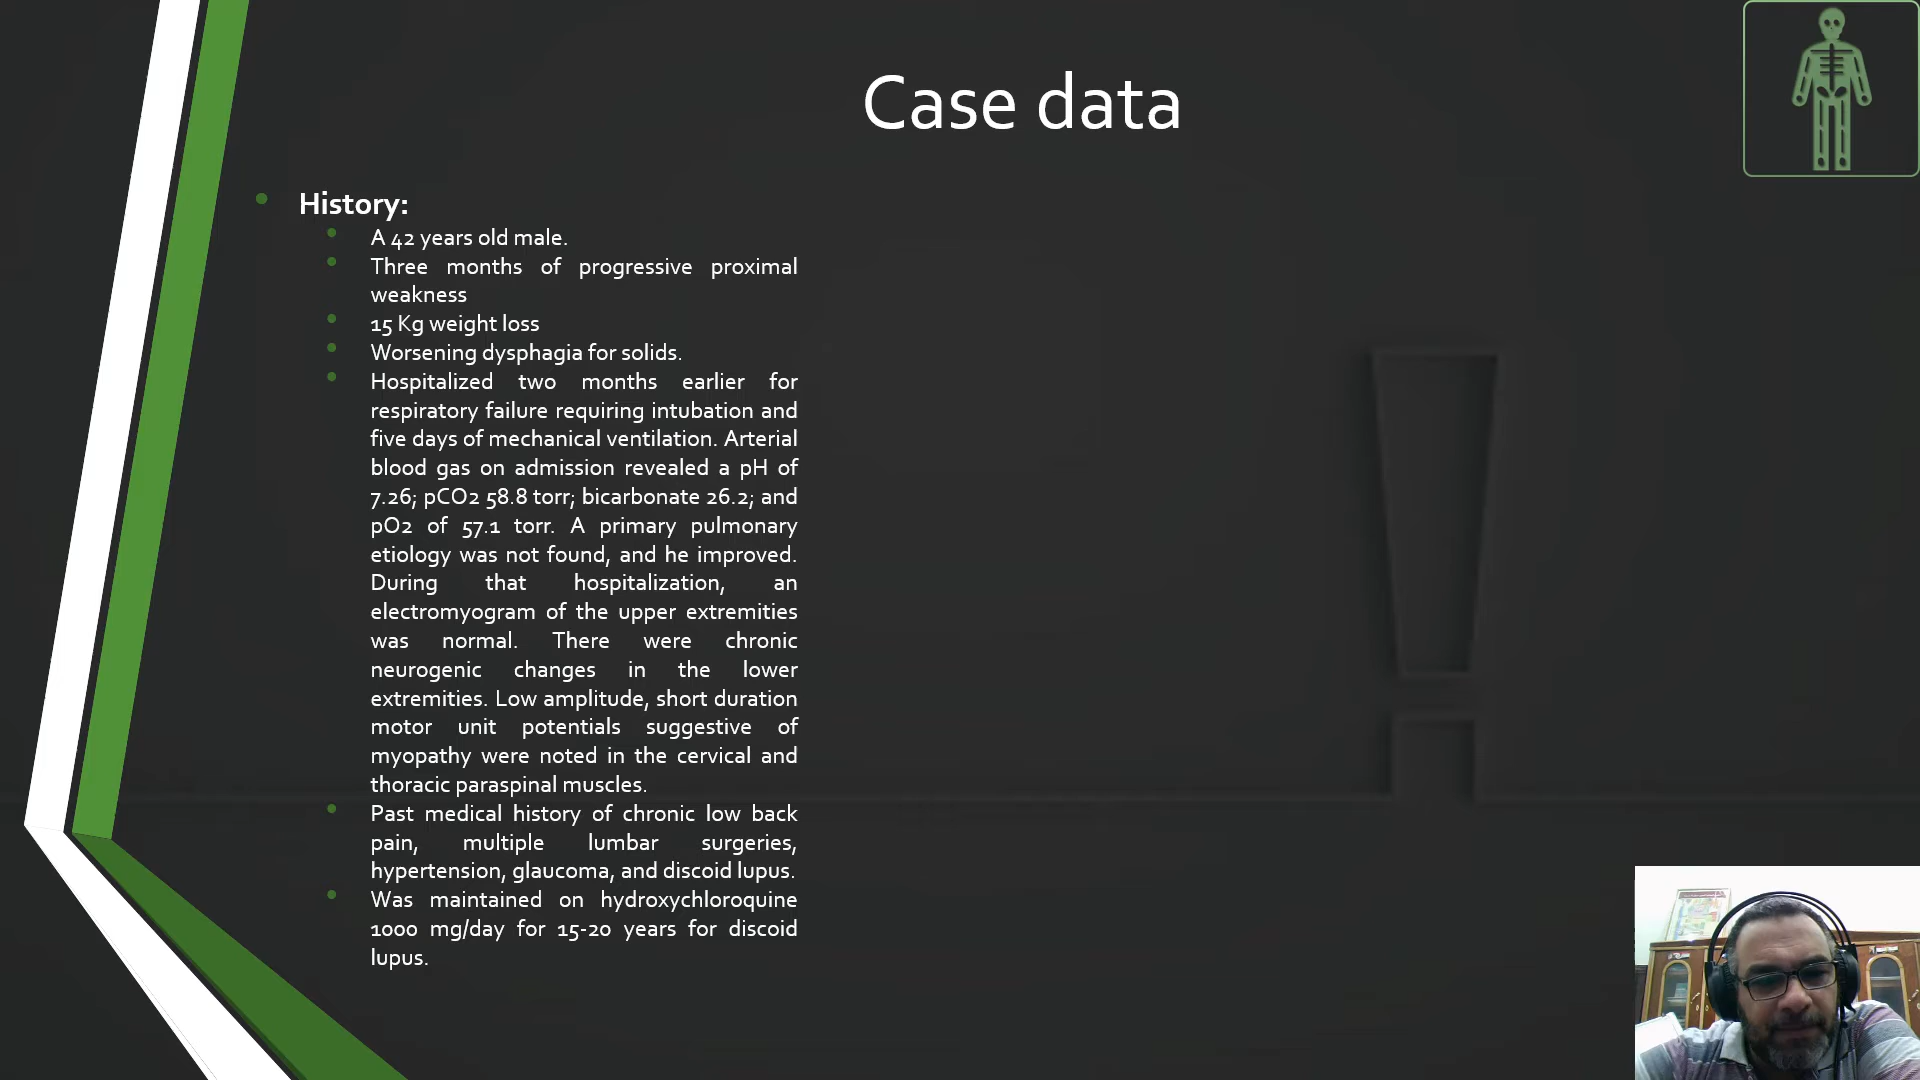 Case data
History:
A 42 years old male.
Three months of progressive proximal
weakness
15 Kg weight loss
Worsening dysphagia for solids.
Hospitalized two months earlier for
respiratory failure requiring intubation and
five days of mechanical ventilation. Arterial
blood gas on admission revealed a pH of
7.26; pCO2 58.8 torr; bicarbonate 26.2; and
pO2 of 57.1 torr. A primary pulmonary
etiology was not found, and he improved.
During that hospitalization, an
electromyogram of the upper extremities
was normal. There were chronic
neurogenic changes in the lower
extremities. Low amplitude, short duration
motor unit potentials suggestive of
myopathy were noted in the cervical and
thoracic paraspinal muscles.
Past medical history of chronic low back
pain, multiple lumbar surgeries,
hypertension, glaucoma, and discoid lupus.
Was maintained on hydroxychloroquine
1000 mg/day for 15-20 years for discoid
lupus.